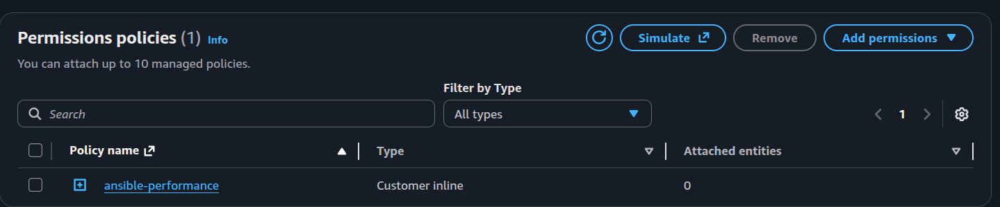 Permissions policies (1) Info
Simulate
Remove
Add permissions
You can attach up to 10 managed policies.
Filter by Type
Search
All types
1
Policy name
Type
Attached entities
ansible-performance
Customer inline
0